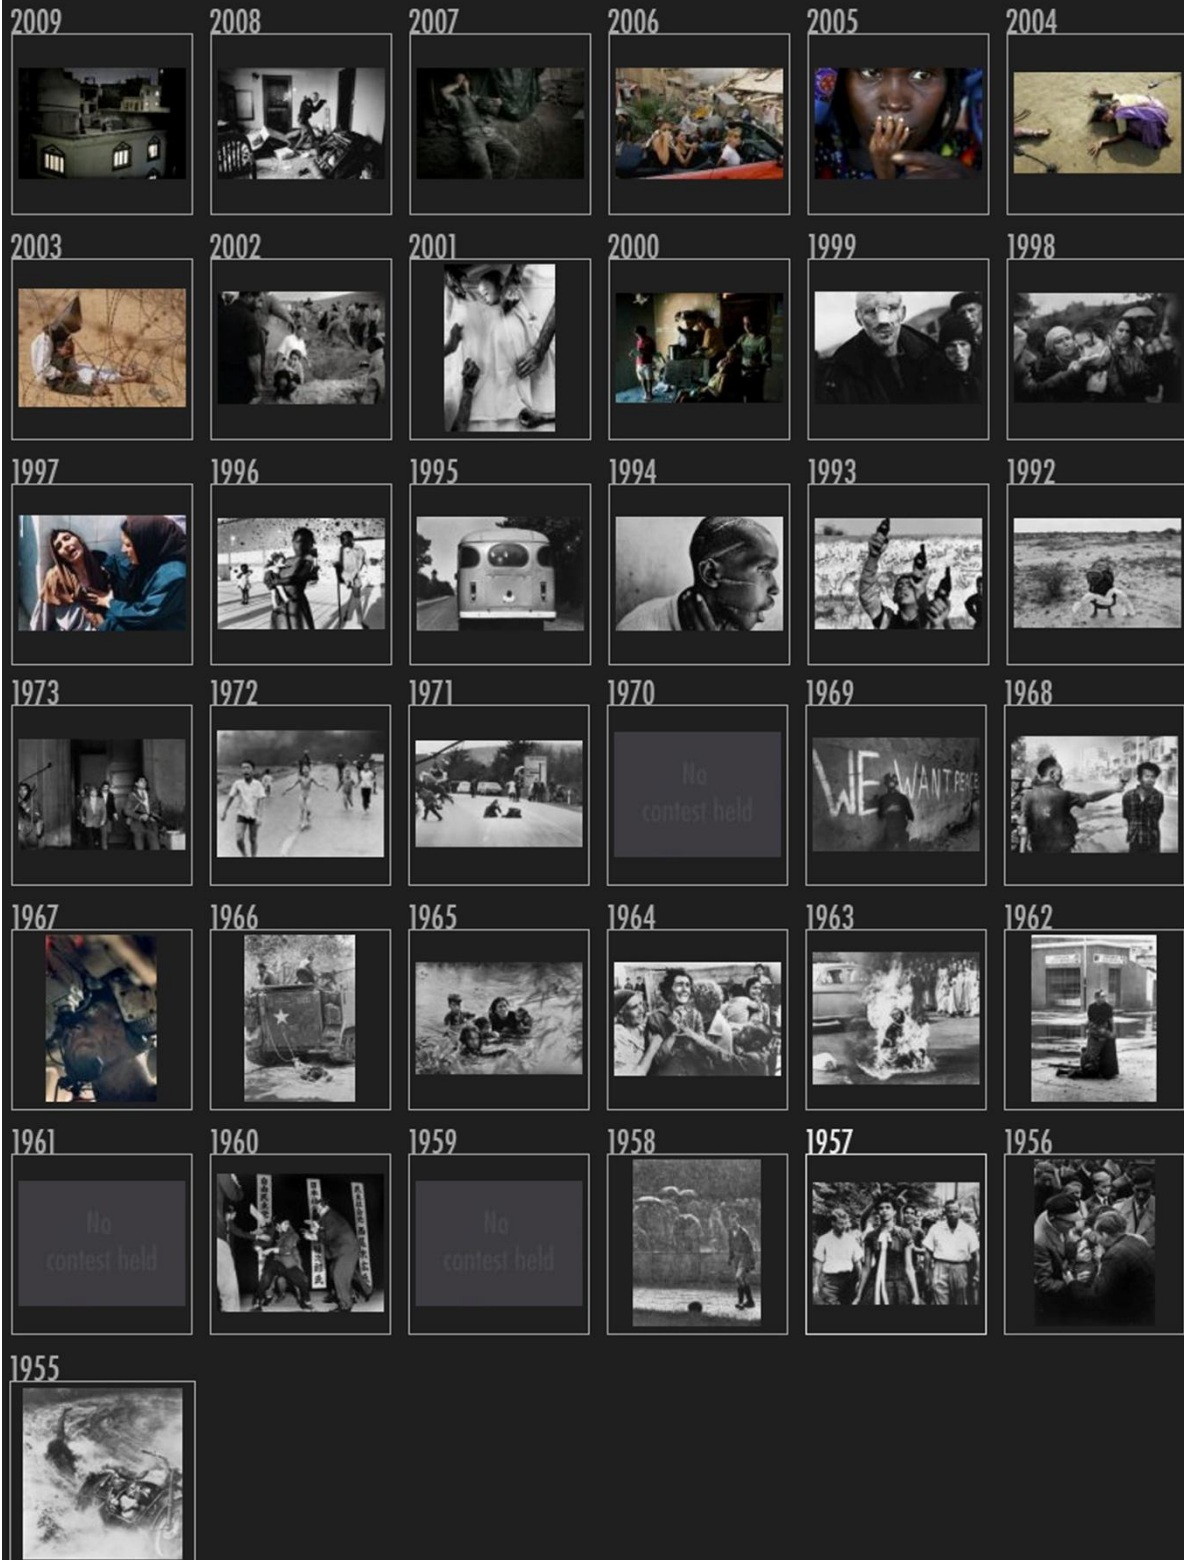 2009 2008 2007 2006 2005 2004
2003 2002 2001 2000 1999 1998
1997 1996 1995 1994 1993 1992
1973 1972 1971 1970 1969 1968
No
contest held
WE WANT PE
1967 1966 1965 1964 1963 1962
1961 1960 1959 1958 1957 1956
No
contest held
No
contest held
1955